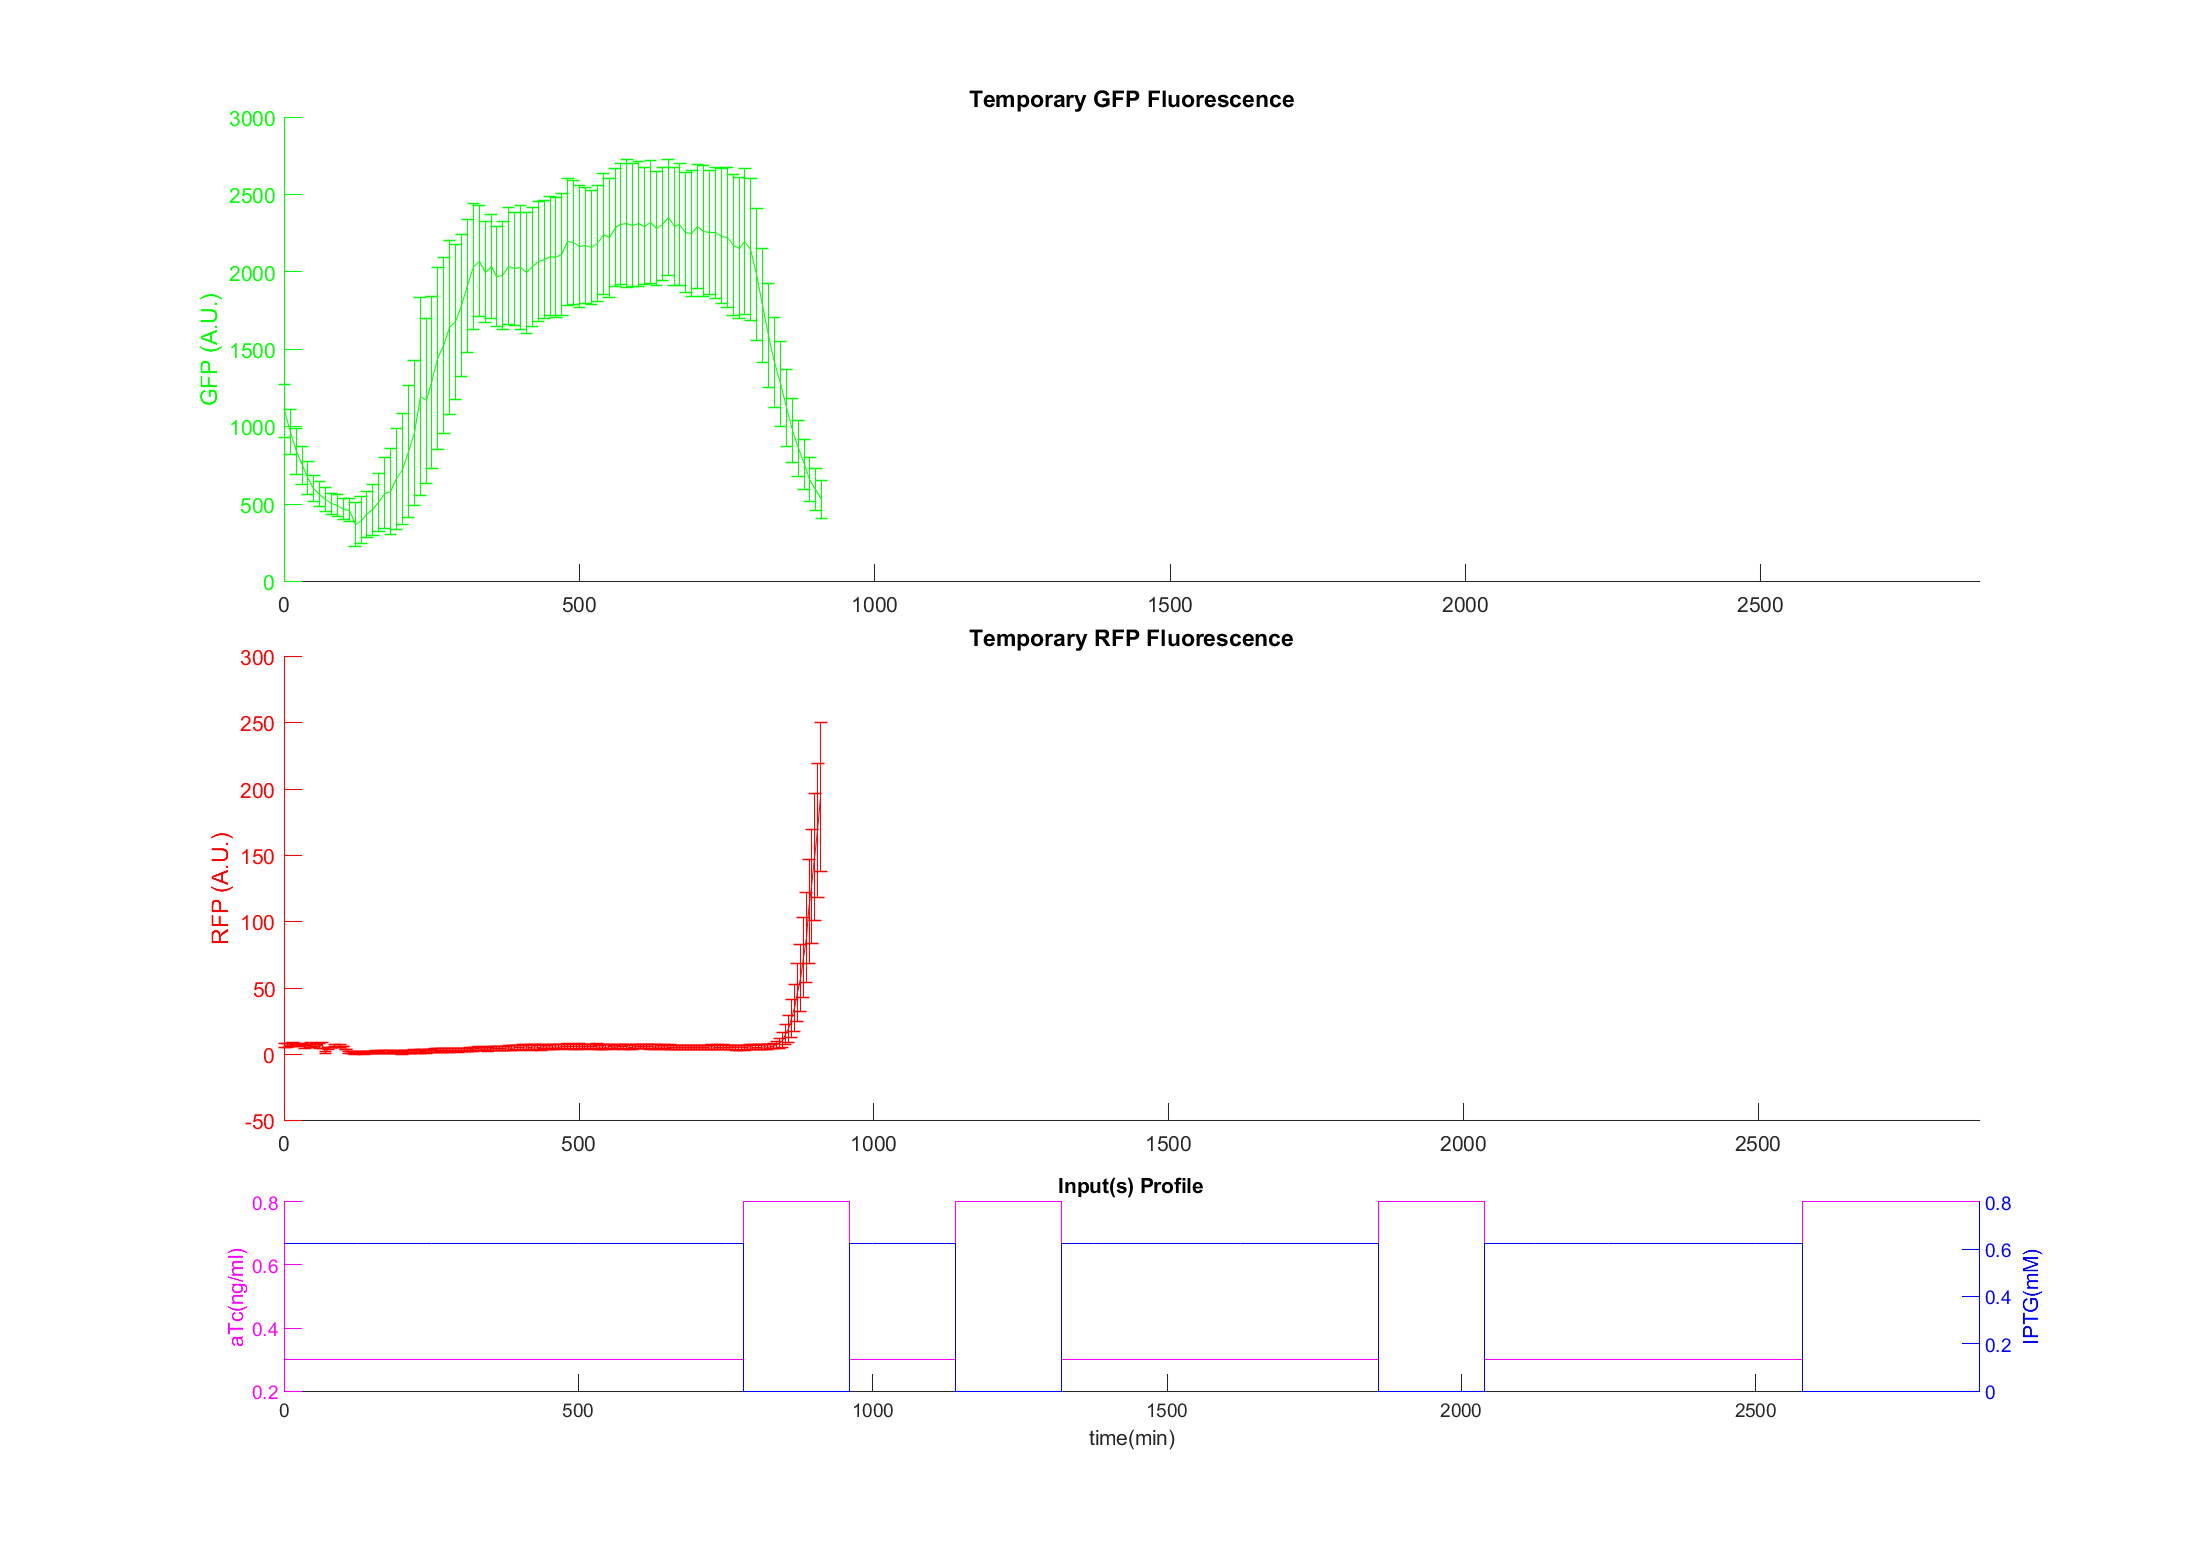 Temporary GFP Fluorescence
3000
2500
2000
1500
1000
500
0
GFP (A.U.)
0 500 1000 1500 2000 2500
Temporary RFP Fluorescence
300
250
200
150
100
50
0
-50
RFP (A.U.)
0 500 1000 1500 2000 2500
Input(s) Profile
0.8
0.6
0.4
0.2
aTc(ng/ml)
0.8
0.6
0.4
0.2
0
IPTG(mM)
0 500 1000 1500 2000 2500
time(min)